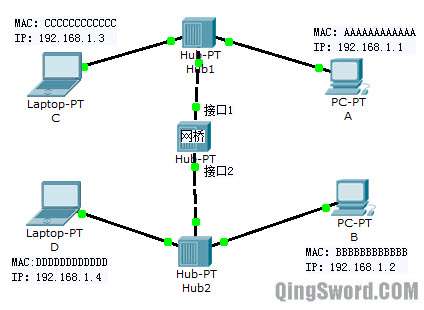 MAC: CCCCCCCCCCCC
IP: 192.168.1.3
Hub-PT
Hub1
MAC: AAAAAAAAAAAA
IP: 192.168.1.1
Laptop-PT
C
PC-PT
A
接口1
网桥
Hub-PT
接口2
Laptop-PT
D
MAC:DDDDDDDDDDDD
IP: 192.168.1.4
Hub-PT
Hub2
PC-PT
B
MAC: BBBBBBBBBBBB
IP: 192.168.1.2
QingSword.COM